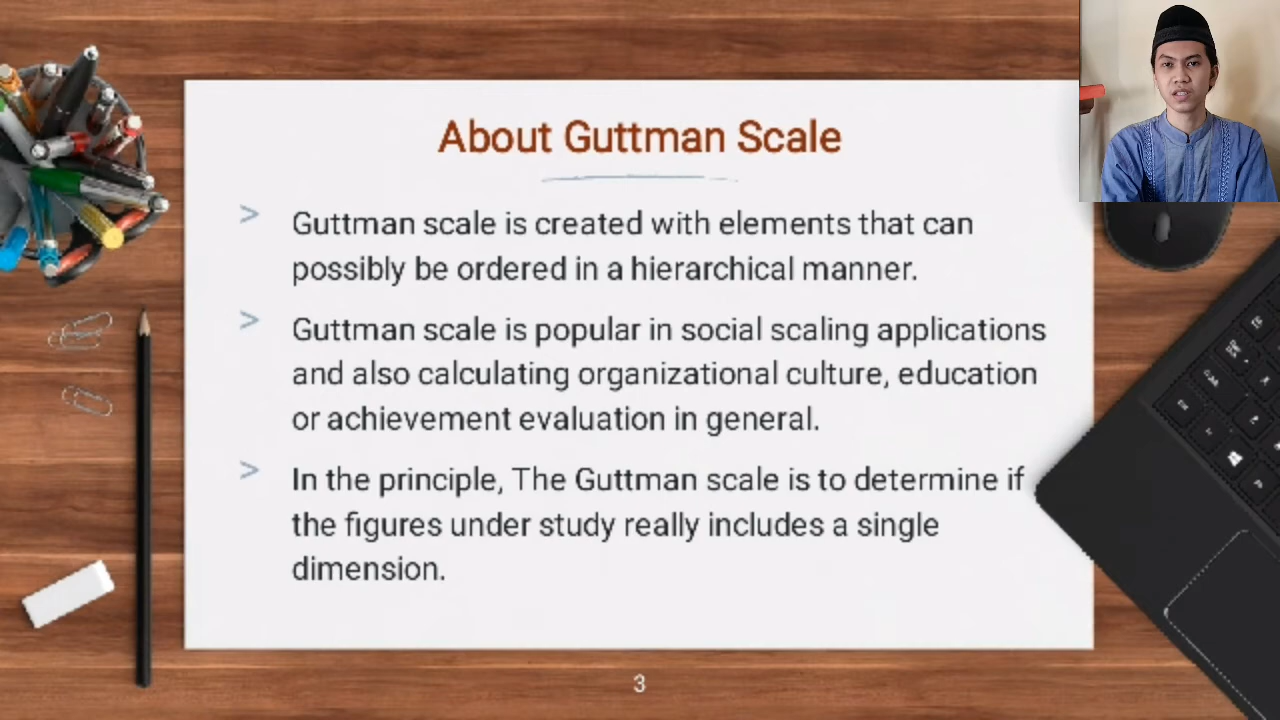 About Guttman Scale
> Guttman scale is created with elements that can
possibly be ordered in a hierarchical manner.
> Guttman scale is popular in social scaling applications
and also calculating organizational culture, education
or achievement evaluation in general.
> In the principle, The Guttman scale is to determine if
the figures under study really includes a single
dimension.
3